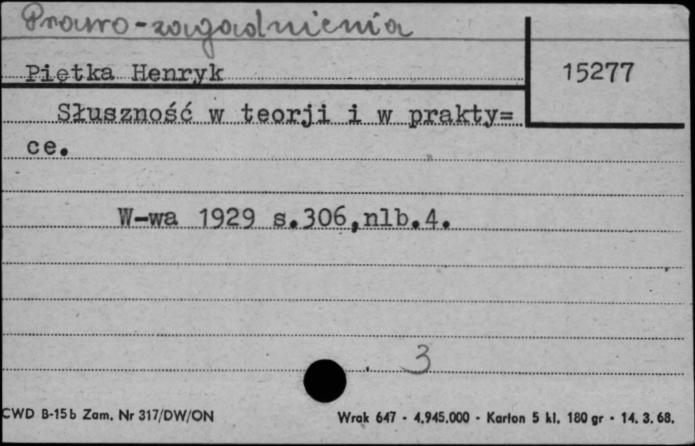 Prawo-zagadnienia
Piętka Henryk
15277
Słuszność w teorji i w prakty=
ce.
W-wa 1929 s.306,nlb.4.
3
CWD B-15b Zam. Nr 317/DW/ON
Wrak 647 - 4.945.000 - Karton 5 kl. 180 gr - 14. 3. 68.